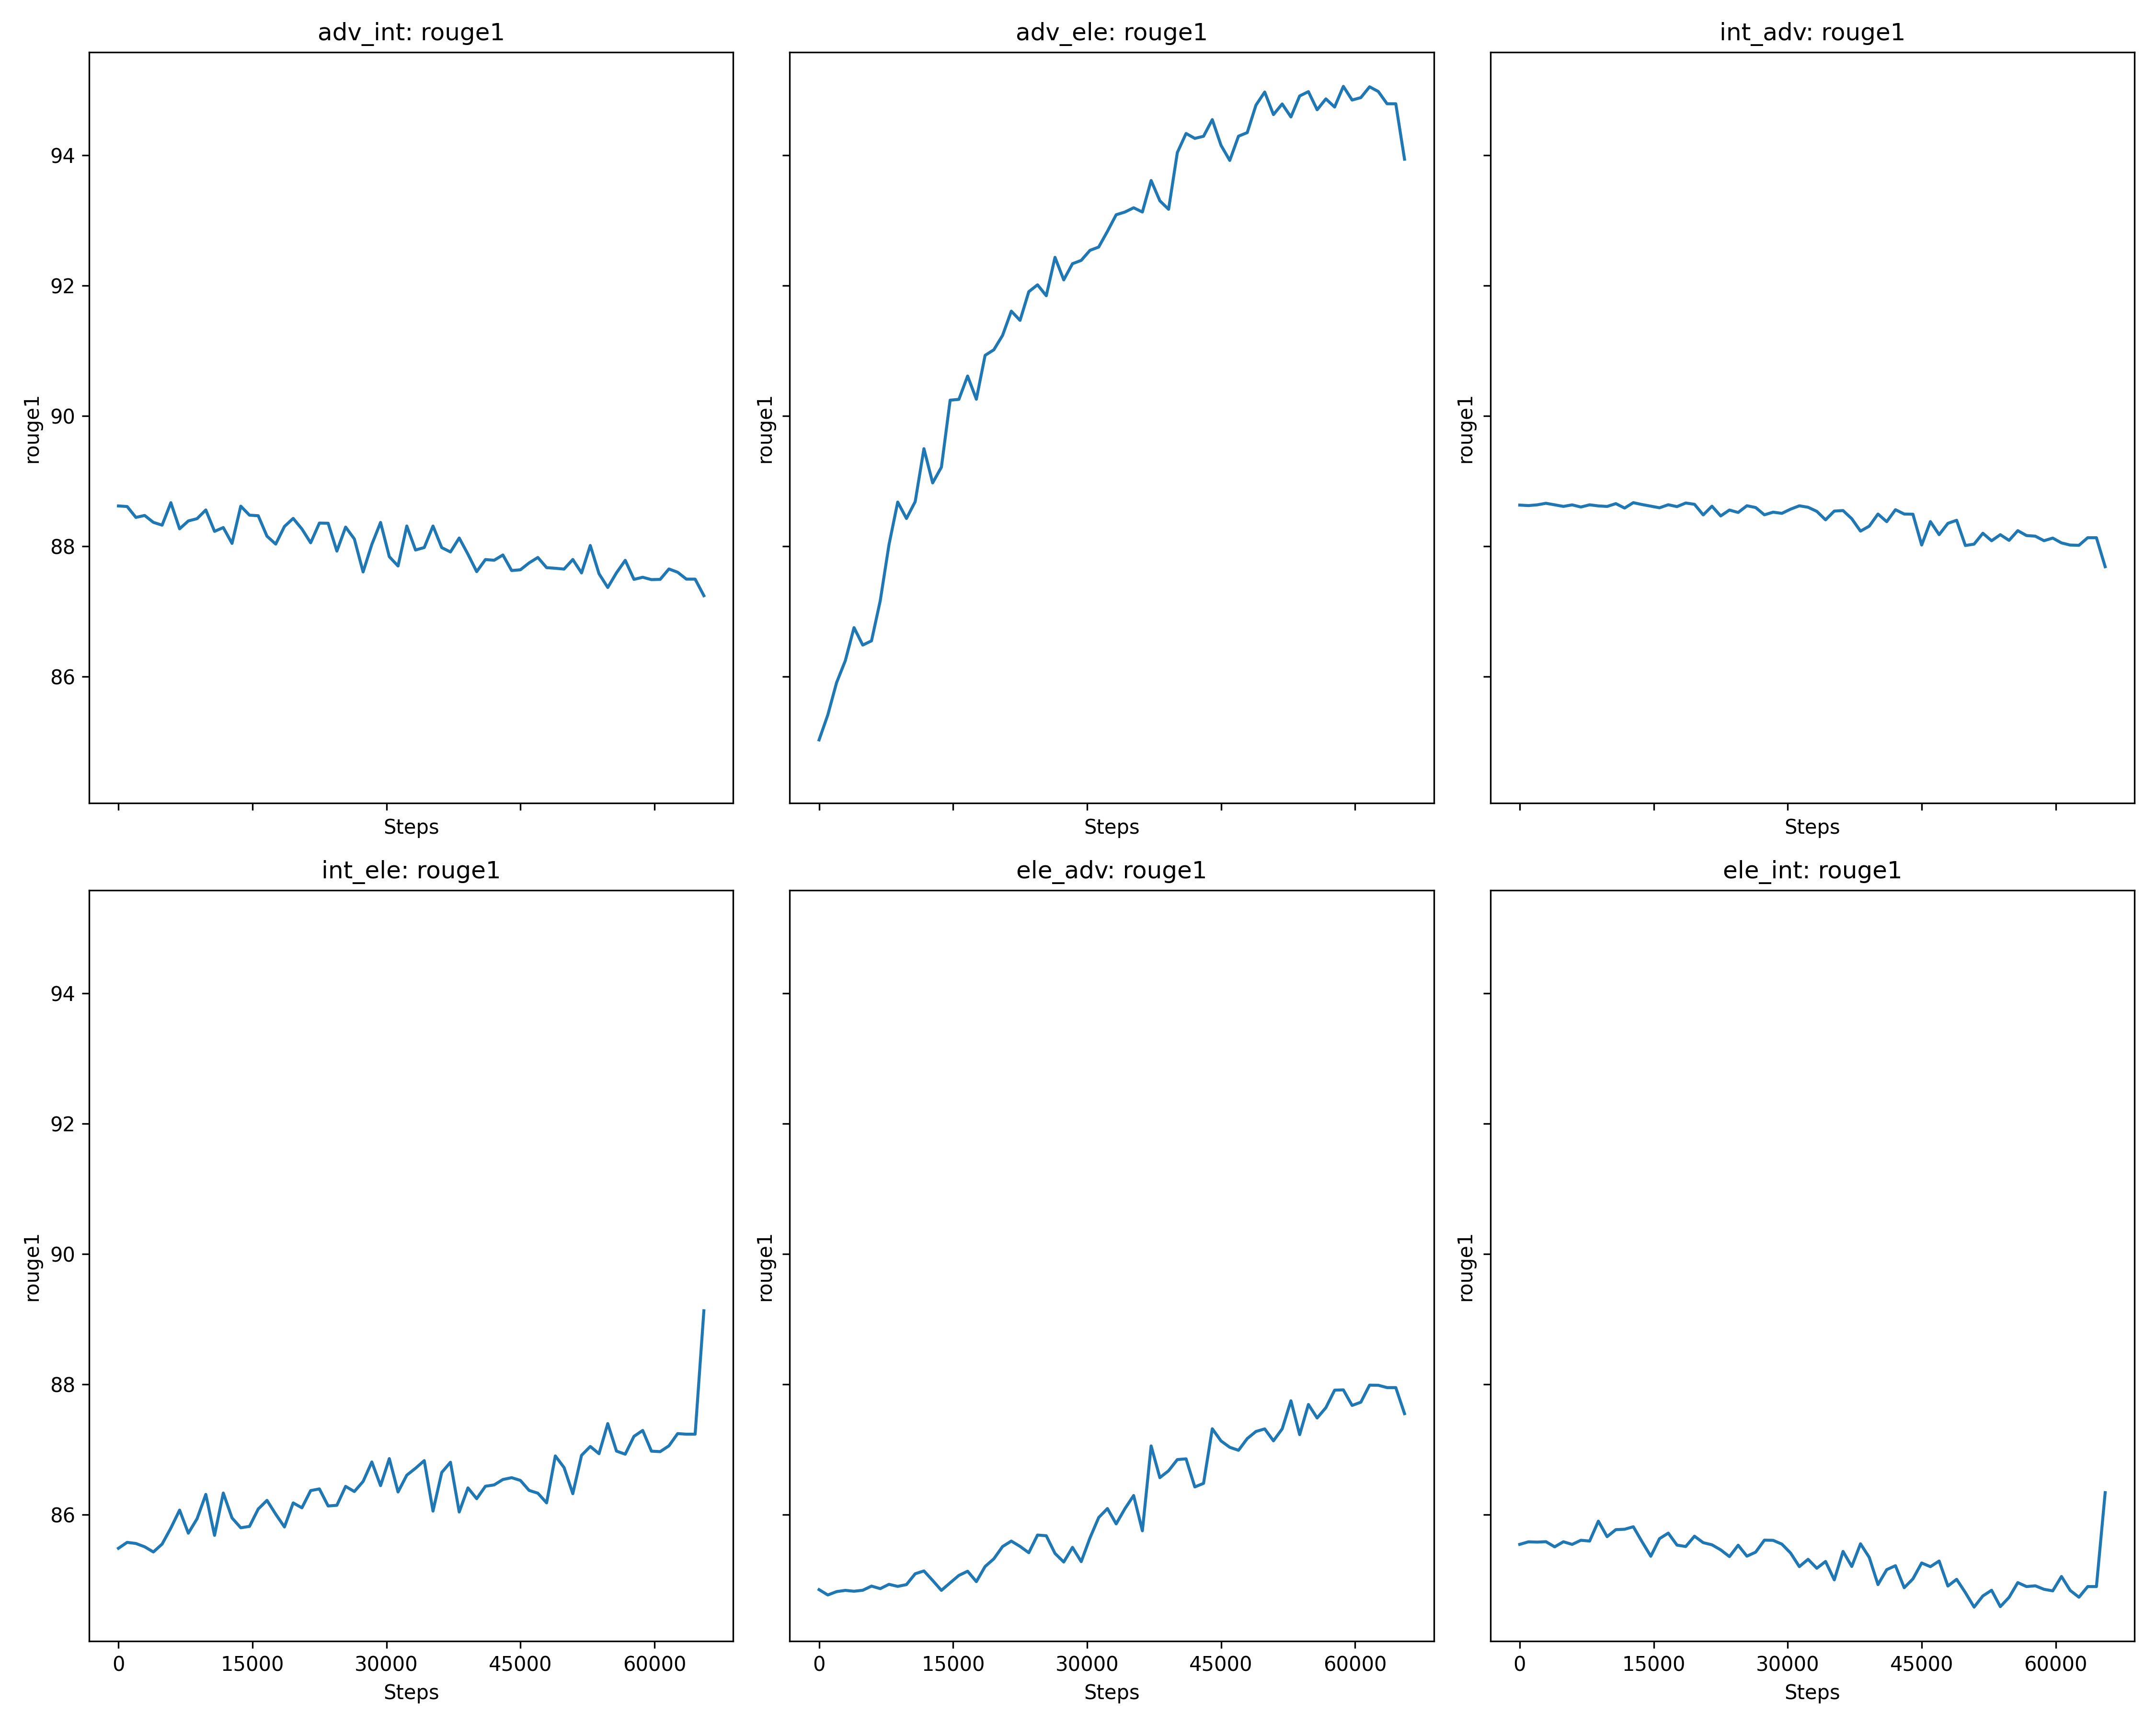 adv_int: rouge1
adv_ele: rouge1
int_adv: rouge1
94
92
90
88
86
rouge1
rouge1
rouge1
Steps
Steps
Steps
int_ele: rouge1
ele_adv: rouge1
ele_int: rouge1
94
92
90
88
86
rouge1
rouge1
rouge1
0 15000 30000 45000 60000
0 15000 30000 45000 60000
0 15000 30000 45000 60000
Steps
Steps
Steps